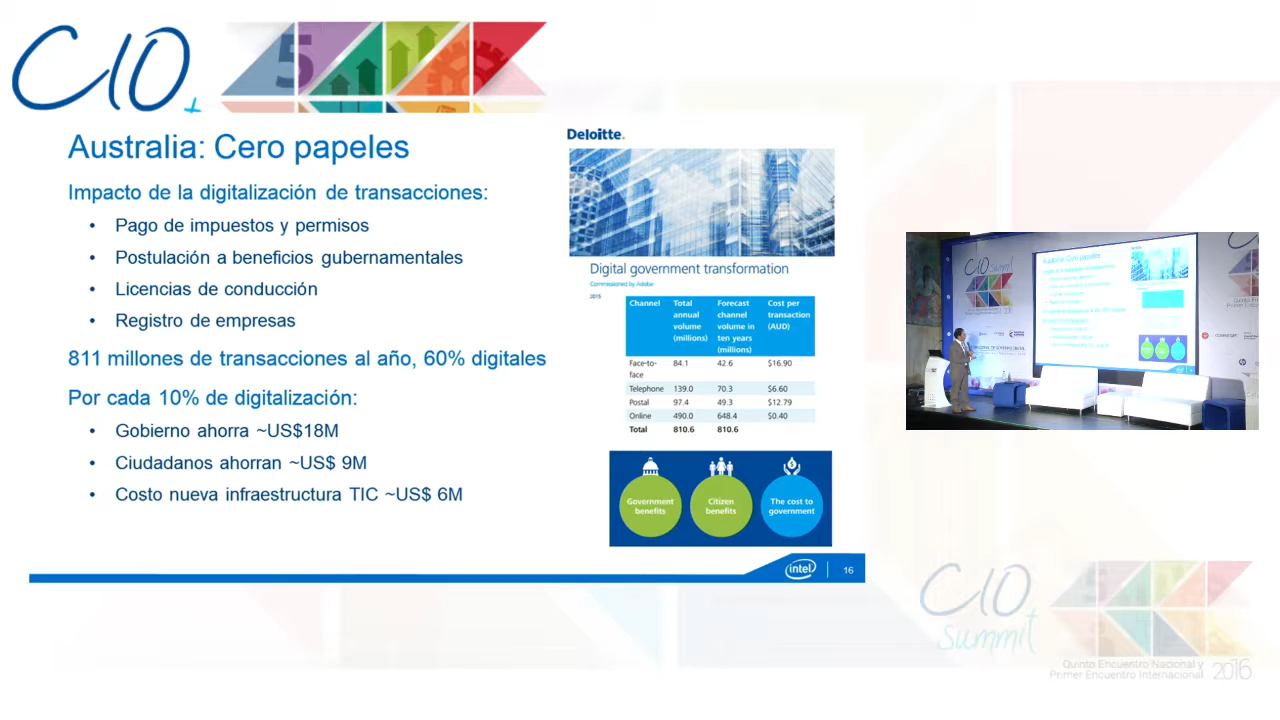 CIO
5
Australia: Cero papeles
Impacto de la digitalización de transacciones:
• Pago de impuestos y permisos
• Postulación a beneficios gubernamentales
• Licencias de conducción
• Registro de empresas
811 millones de transacciones al año, 60% digitales
Por cada 10% de digitalización:
• Gobierno ahorra ~US$18M
• Ciudadanos ahorran ~US$ 9M
• Costo nueva infraestructura TIC ~US$ 6M
Deloitte.
Digital government transformation
Commissioned by Adobe
2015
Channel Total annual volume (millions) Forecast channel volume in ten years (millions) Cost per transaction (AUD)
Face-to-face 84.1 42.6 $16.90
Telephone 139.0 70.3 $6.60
Postal 97.4 49.3 $12.79
Online 490.0 648.4 $0.40
Total 810.6 810.6
Government benefits
Citizen benefits
The cost to government
intel 16
CIO summit
Australia: Cero papeles
CIO
summit
Quinto Encuentro Nacional y
Primer Encuentro Internacional 2016